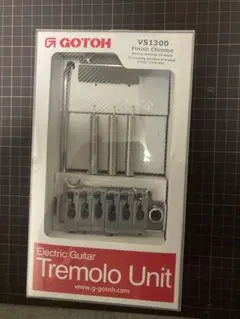 GOTOH
VS1300
Finish Chrome
Electric Guitar
Tremolo Unit
www.g-gotoh.com